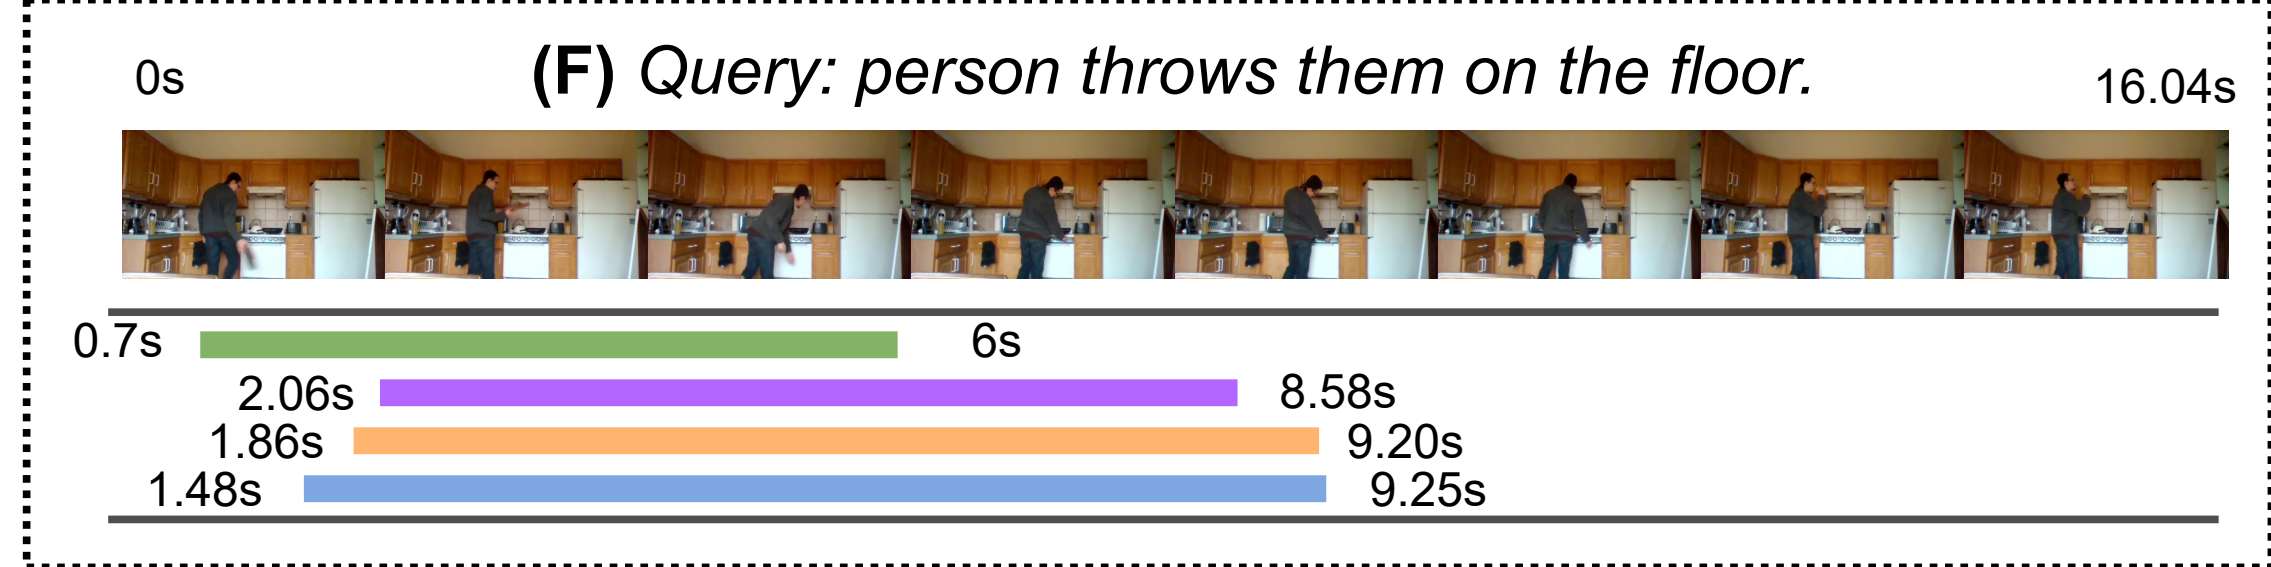 0s
(F) Query: person throws them on the floor.
16.04s
0.7s
6s
2.06s
8.58s
1.86s
9.20s
1.48s
9.25s